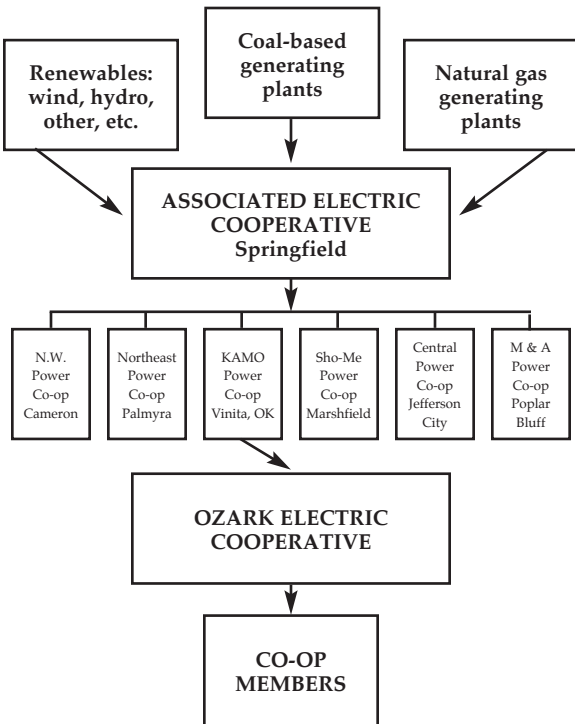 Renewables:
wind, hydro,
other, etc.
Coal-based
generating
plants
Natural gas
generating
plants
ASSOCIATED ELECTRIC
COOPERATIVE
Springfield
N.W.
Power
Co-op
Cameron
Northeast
Power
Co-op
Palmyra
KAMO
Power
Co-op
Vinita, OK
Sho-Me
Power
Co-op
Marshfield
Central
Power
Co-op
Jefferson
City
M & A
Power
Co-op
Poplar
Bluff
OZARK ELECTRIC
COOPERATIVE
CO-OP
MEMBERS